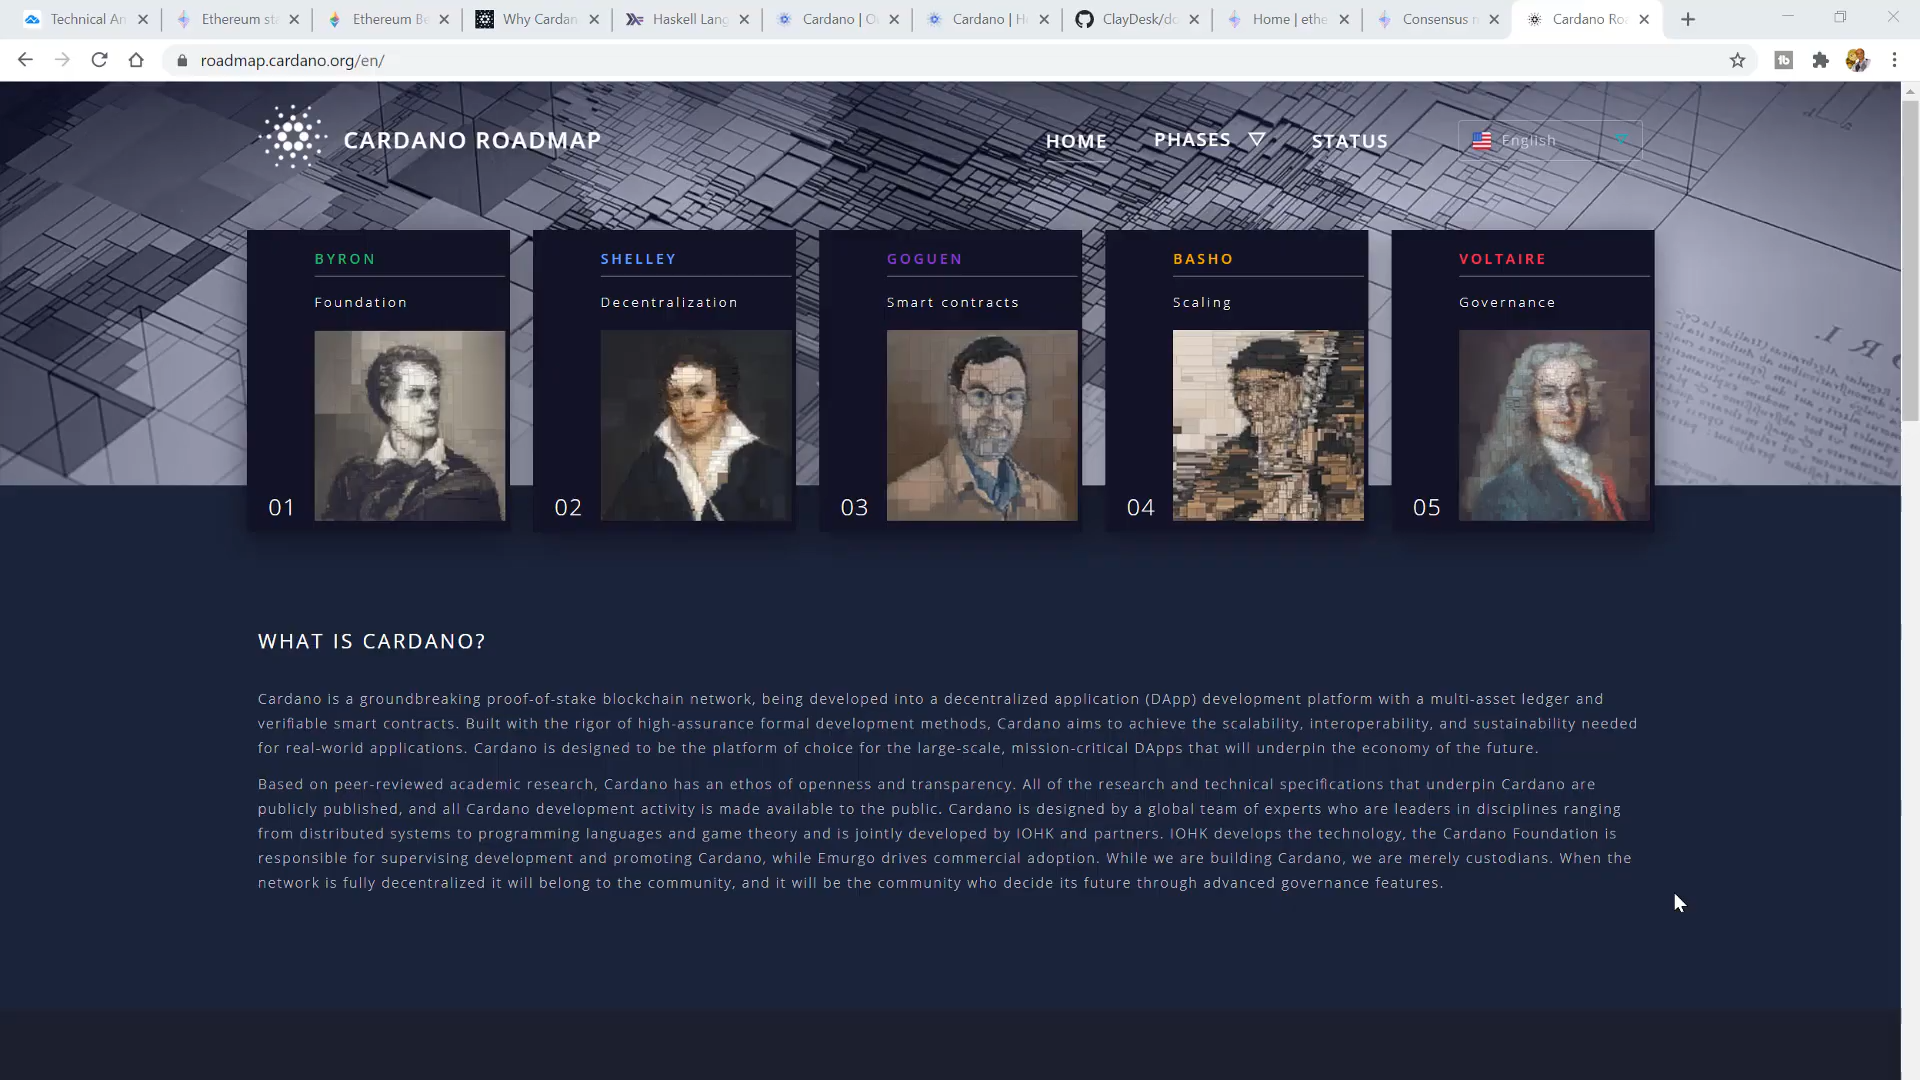 Technical An
Ethereum sta
Ethereum Be
Why Cardan
Haskell Lang
Cardano | O
Cardano | H
ClayDesk/do
Home | ethe
Consensus m
Cardano Roa
roadmap.cardano.org/en/
CARDANO ROADMAP
HOME
PHASES
STATUS
English
BYRON
Foundation
01
SHELLEY
Decentralization
02
GOGUEN
Smart contracts
03
BASHO
Scaling
04
VOLTAIRE
Governance
05
WHAT IS CARDANO?
Cardano is a groundbreaking proof-of-stake blockchain network, being developed into a decentralized application (DApp) development platform with a multi-asset ledger and
verifiable smart contracts. Built with the rigor of high-assurance formal development methods, Cardano aims to achieve the scalability, interoperability, and sustainability needed
for real-world applications. Cardano is designed to be the platform of choice for the large-scale, mission-critical DApps that will underpin the economy of the future.
Based on peer-reviewed academic research, Cardano has an ethos of openness and transparency. All of the research and technical specifications that underpin Cardano are
publicly published, and all Cardano development activity is made available to the public. Cardano is designed by a global team of experts who are leaders in disciplines ranging
from distributed systems to programming languages and game theory and is jointly developed by IOHK and partners. IOHK develops the technology, the Cardano Foundation is
responsible for supervising development and promoting Cardano, while Emurgo drives commercial adoption. While we are building Cardano, we are merely custodians. When the
network is fully decentralized it will belong to the community, and it will be the community who decide its future through advanced governance features.